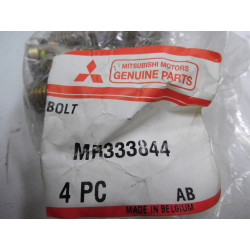 MITSUBISHI MOTORS
GENUINE PARTS
BOLT
MR333844
4 PC AB
MADE IN BELGIUM